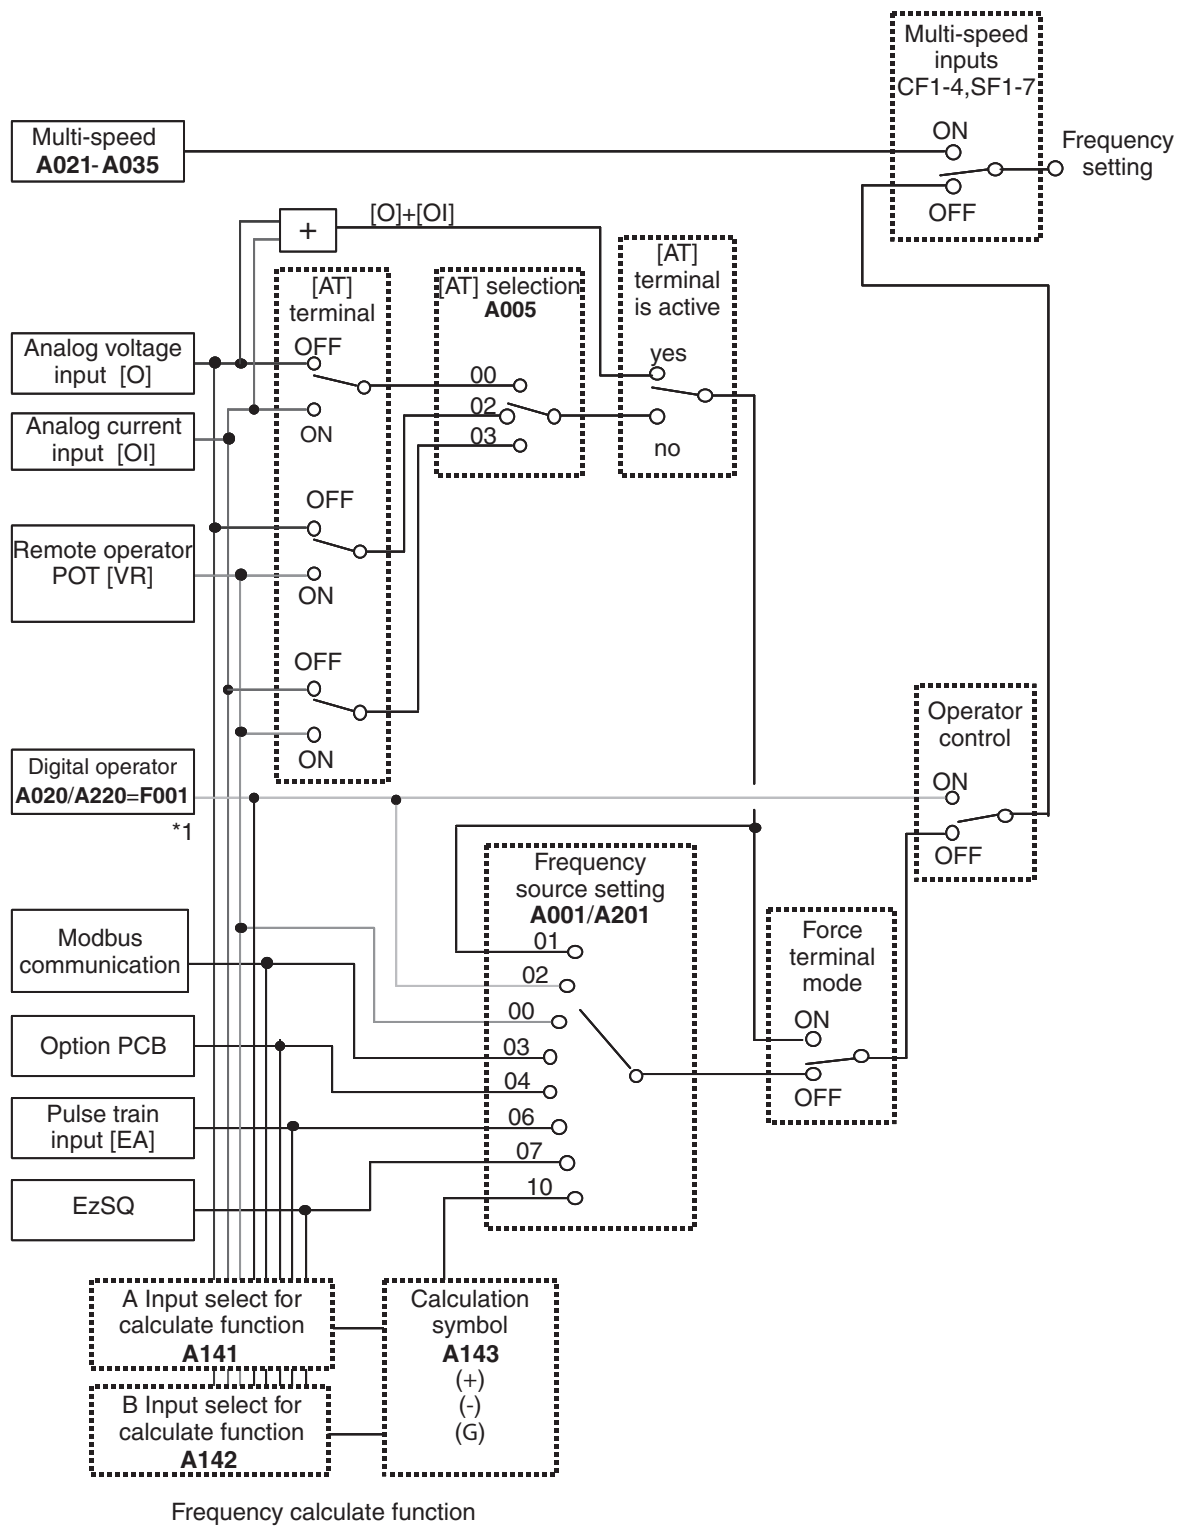 Multi-speed
inputs
CF1-4,SF1-7
ON
OFF
Frequency
setting
Multi-speed
A021-A035
+
[O]+[OI]
[AT]
terminal
OFF
ON
OFF
ON
OFF
ON
[AT] selection
A005
00
02
03
[AT]
terminal
is active
yes
no
Analog voltage
input [O]
Analog current
input [OI]
Remote operator
POT [VR]
Digital operator
A020/A220=F001
*1
Operator
control
ON
OFF
Frequency
source setting
A001/A201
01
02
00
03
04
06
07
10
Force
terminal
mode
ON
OFF
Modbus
communication
Option PCB
Pulse train
input [EA]
EzSQ
A Input select for
calculate function
A141
B Input select for
calculate function
A142
Calculation
symbol
A143
(+)
(-)
(G)
Frequency calculate function